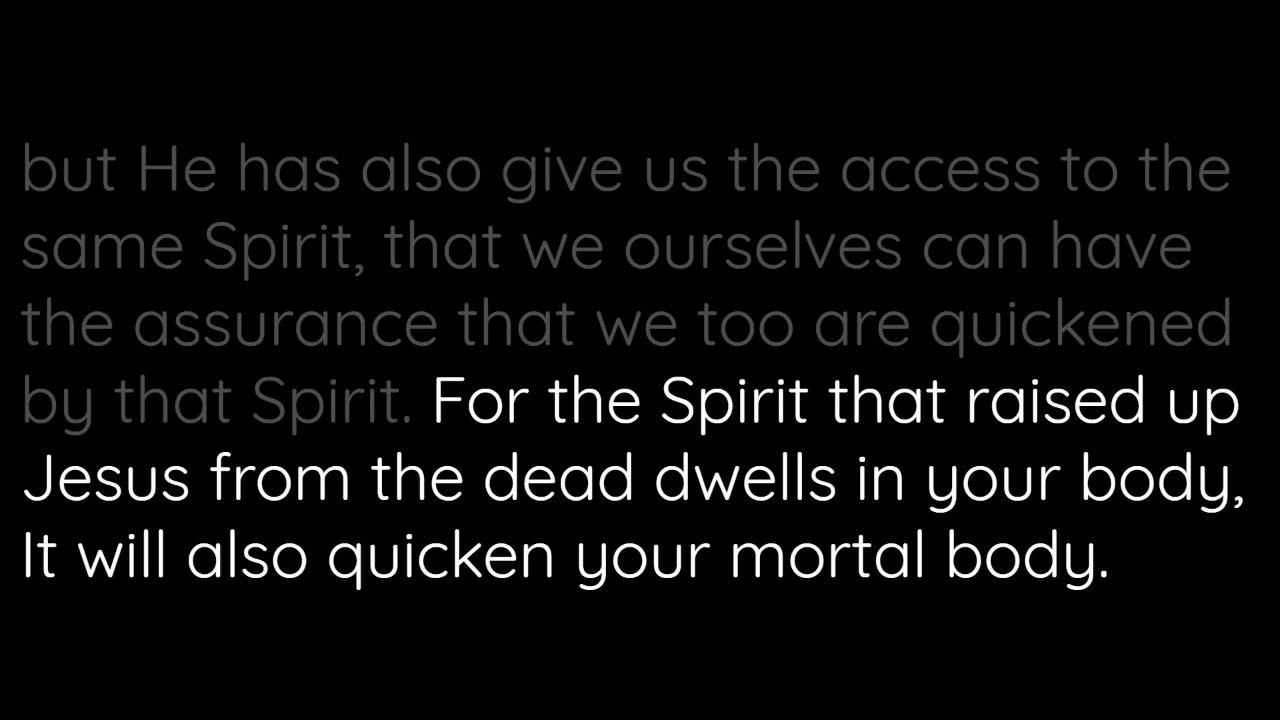 but He has also give us the access to the
same Spirit, that we ourselves can have
the assurance that we too are quickened
by that Spirit. For the Spirit that raised up
Jesus from the dead dwells in your body,
It will also quicken your mortal body.